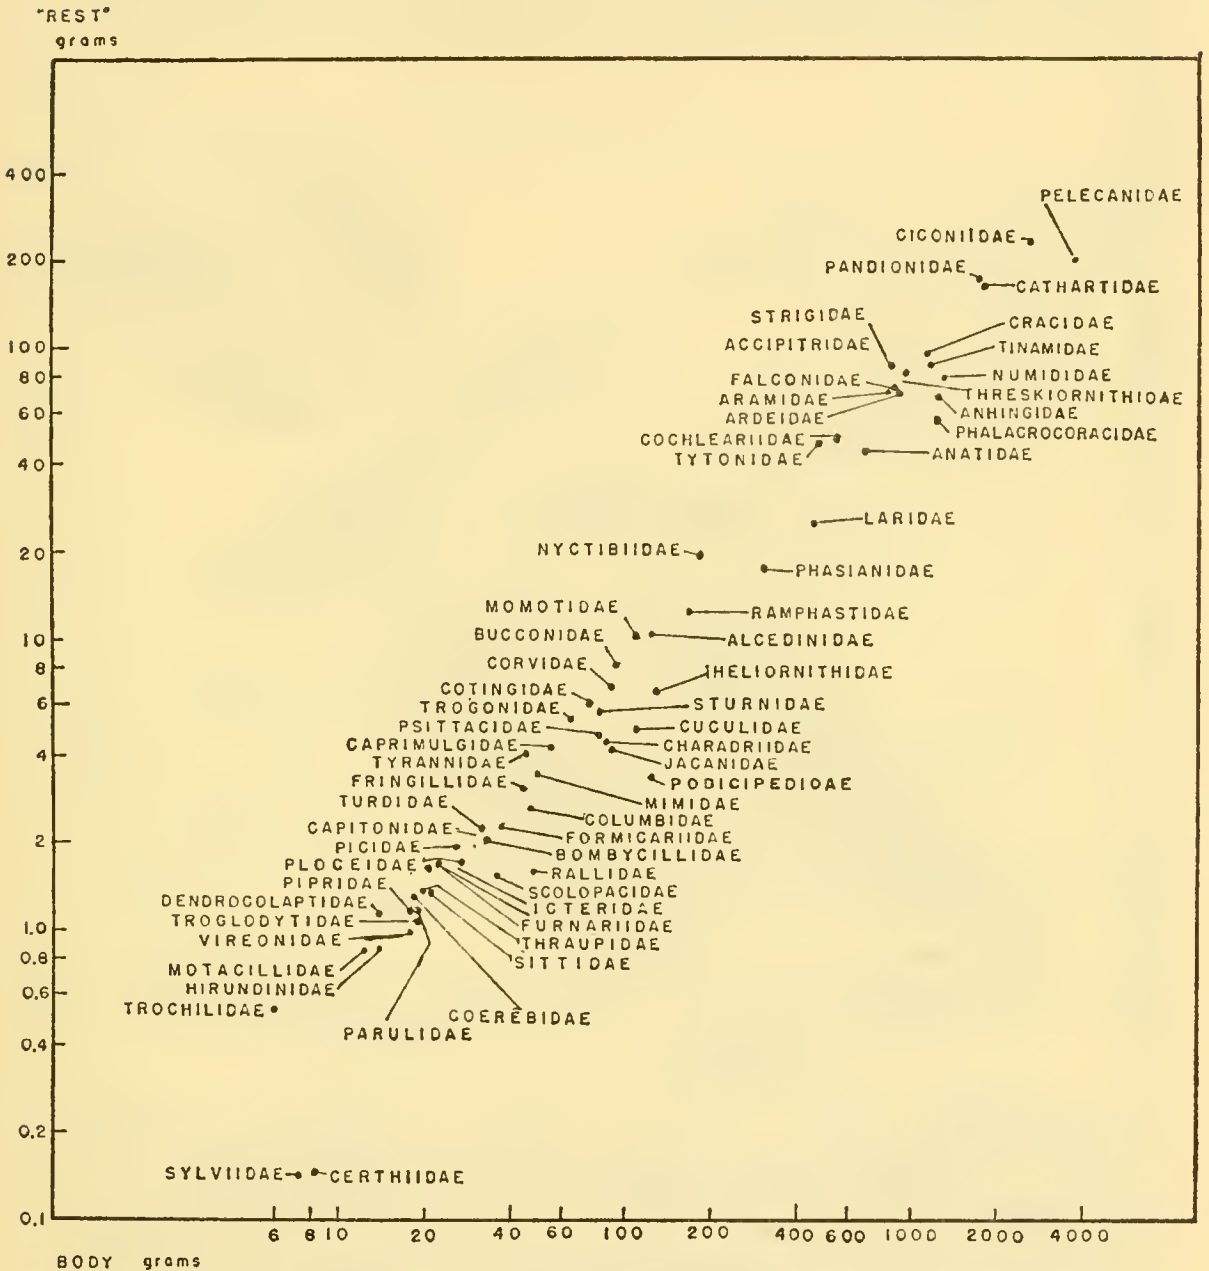 "REST"
grams
400
PELECANIDAE
CICONIIDAE
200
PANDIONIDAE
CATHARTIDAE
STRIGIDAE
CRACIDAE
100
ACCIPITRIDAE
TINAMIDAE
80
FALCONIDAE
NUMIDIDAE
ARAMIDAE
THRESKIORNITHIDAE
60
ARDEIDAE
ANHINGIDAE
COCHLEARIIDAE
PHALACROCORACIDAE
40
TYTONIDAE
ANATIDAE
LARIDAE
20
NYCTIBIIDAE
PHASIANIDAE
MOMOTIDAE
RAMPHASTIDAE
10
BUCCONIDAE
ALCEDINIDAE
8
CORVIDAE
HELIORNITHIDAE
6
COTINGIDAE
TROGONIDAE
STURNIDAE
PSITTACIDAE
CUCULIDAE
4
CAPRIMULGIDAE
CHARADRIIDAE
TYRANNIDAE
JACANIDAE
FRINGILLIDAE
PODICIPEDIDAE
TURDIDAE
MIMIDAE
COLUMBIDAE
2
CAPITONIDAE
FORMICARIIDAE
PICIDAE
BOMBYCILLIDAE
PLOCEIDAE
RALLIDAE
PIPRIDAE
SCOLOPACIDAE
DENDROCOLAPTIDAE
ICTERIDAE
1.0
TROGLODYTIDAE
FURNARIIDAE
VIREONIDAE
THRAUPIDAE
0.8
MOTACILLIDAE
SITTIDAE
0.6
HIRUNDINIDAE
TROCHILIDAE
COEREBIDAE
PARULIDAE
0.4
0.2
SYLVIIDAE
CERTHIIDAE
0.1
6 8 10 20 40 60 100 200 400 600 1000 2000 4000
BODY grams